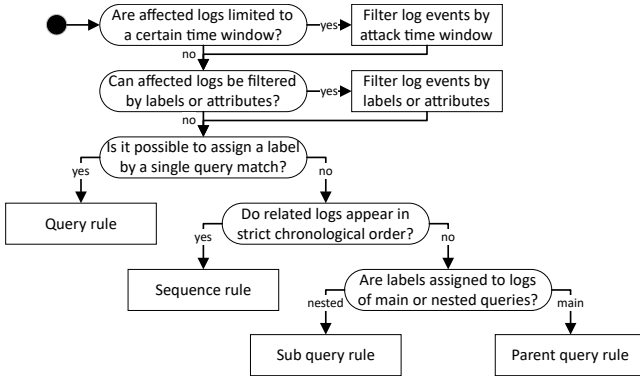 Are affected logs limited to
a certain time window?
yes
Filter log events by
attack time window
no
Can affected logs be filtered
by labels or attributes?
yes
Filter log events by
labels or attributes
no
Is it possible to assign a label
by a single query match?
yes
no
Query rule
Do related logs appear in
strict chronological order?
yes
no
Sequence rule
Are labels assigned to logs
of main or nested queries?
nested
main
Sub query rule
Parent query rule